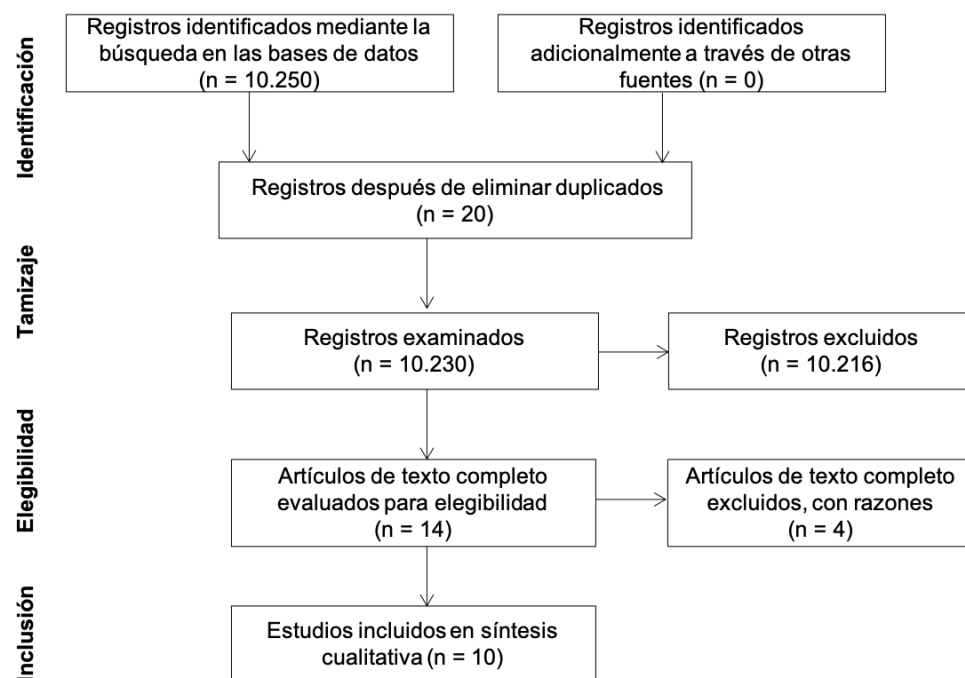 Identificación
Registros identificados mediante la
búsqueda en las bases de datos
(n = 10.250)
Registros identificados
adicionalmente a través de otras
fuentes (n = 0)
Registros después de eliminar duplicados
(n = 20)
Tamizaje
Registros examinados
(n = 10.230)
Registros excluidos
(n = 10.216)
Elegibilidad
Artículos de texto completo
evaluados para elegibilidad
(n = 14)
Artículos de texto completo
excluidos, con razones
(n = 4)
Inclusión
Estudios incluidos en síntesis
cualitativa (n = 10)